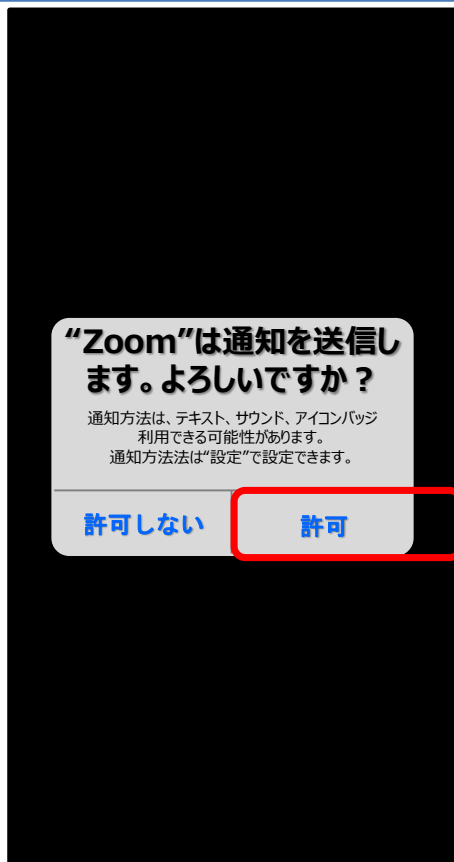 “Zoom”は通知を送信し
ます。よろしいですか？
通知方法は、テキスト、サウンド、アイコンバッジ
利用できる可能性があります。
通知方法法は“設定”で設定できます。
許可しない
許可